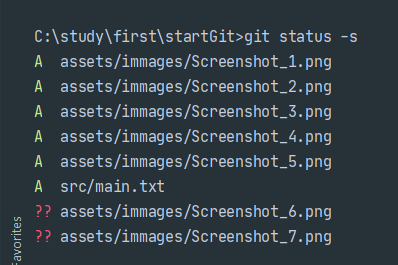 C:\study\first\startGit>git status -s
A  assets/immages/Screenshot_1.png
A  assets/immages/Screenshot_2.png
A  assets/immages/Screenshot_3.png
A  assets/immages/Screenshot_4.png
A  assets/immages/Screenshot_5.png
A  src/main.txt
?? assets/immages/Screenshot_6.png
?? assets/immages/Screenshot_7.png
Favorites